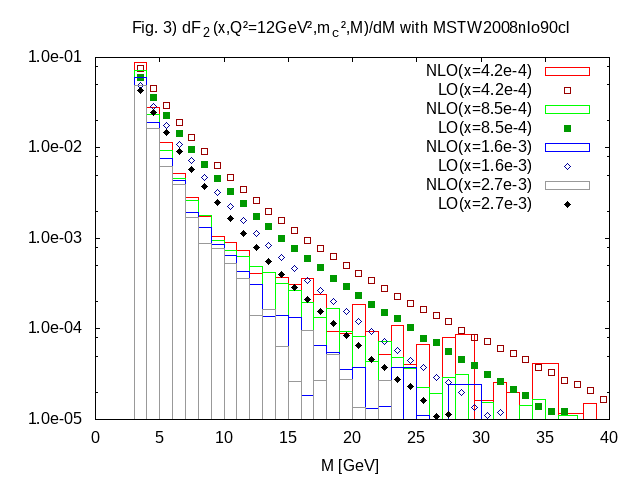 Fig. 3) dF2(x,Q²=12GeV²,mc²,M)/dM with MSTW2008nlo90cl
1.0e-01
NLO(x=4.2e-4)
LO(x=4.2e-4)
NLO(x=8.5e-4)
LO(x=8.5e-4)
1.0e-02
NLO(x=1.6e-3)
LO(x=1.6e-3)
NLO(x=2.7e-3)
LO(x=2.7e-3)
1.0e-03
1.0e-04
1.0e-05
0 5 10 15 20 25 30 35 40
M [GeV]